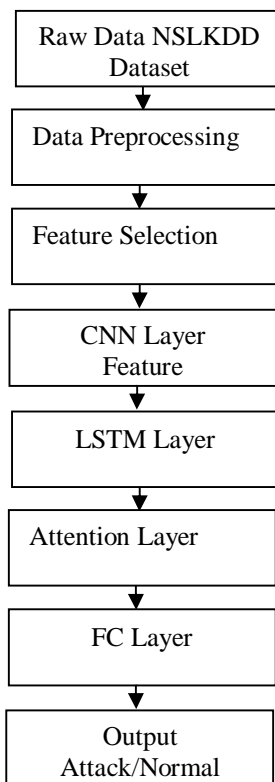 Raw Data NSLKDD
Dataset
Data Preprocessing
Feature Selection
CNN Layer
Feature
LSTM Layer
Attention Layer
FC Layer
Output
Attack/Normal